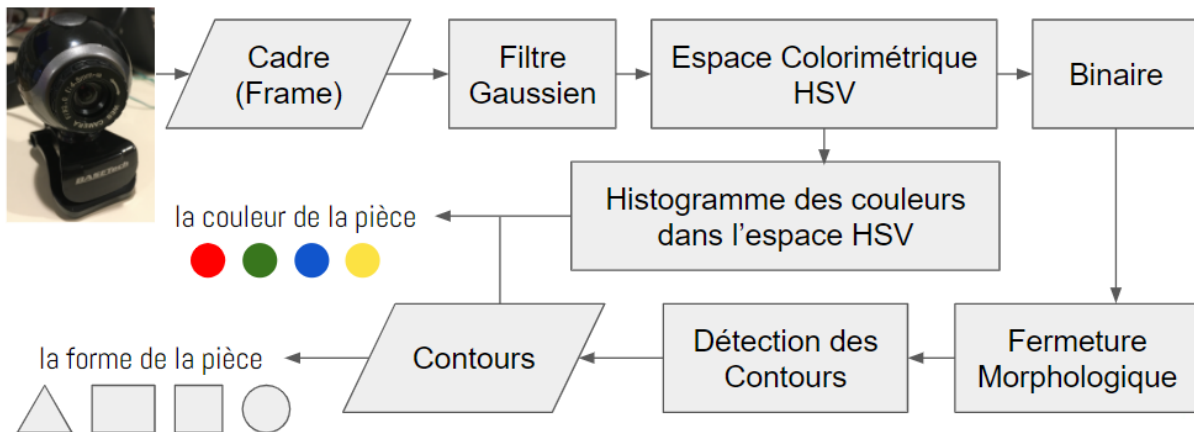 Cadre
(Frame)
Filtre
Gaussien
Espace Colorimétrique
HSV
Binaire
BASETech
Histogramme des couleurs
dans l'espace HSV
la couleur de la pièce
Contours
Détection des
Contours
Fermeture
Morphologique
la forme de la pièce